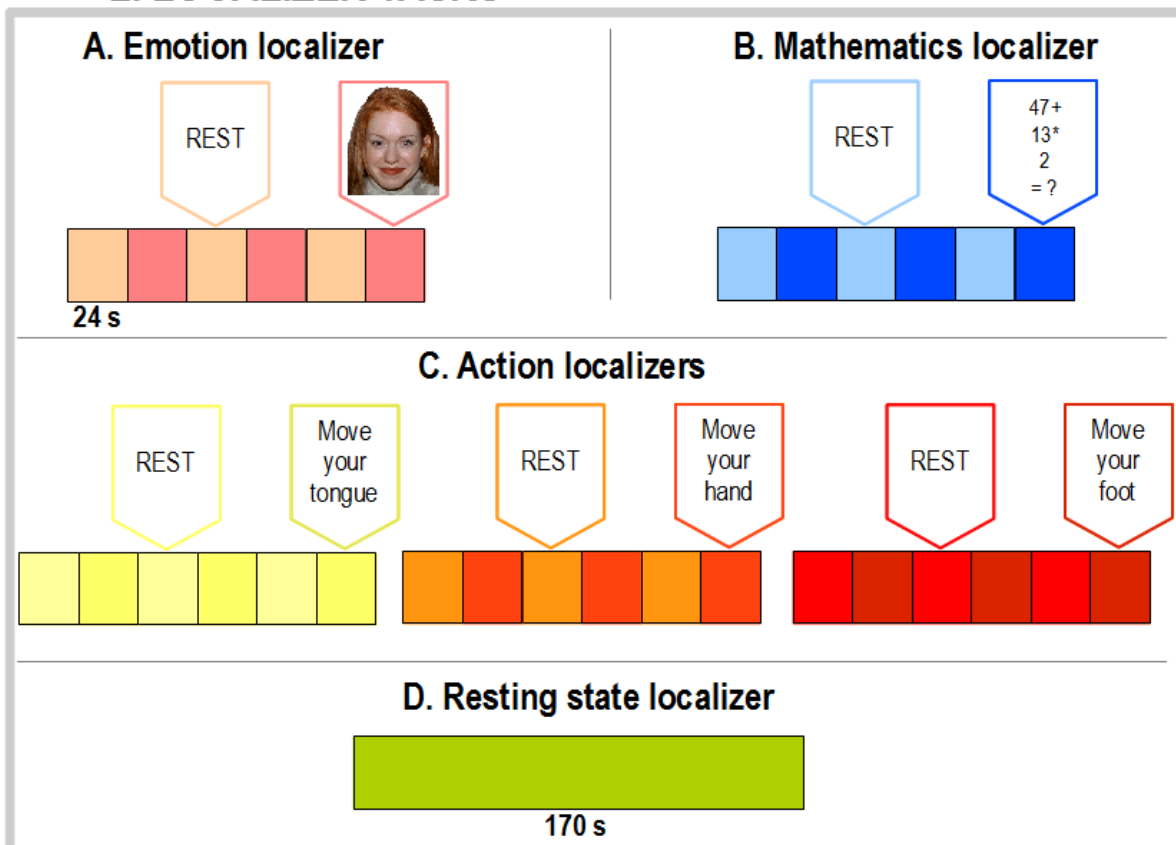 A. Emotion localizer
B. Mathematics localizer
REST
REST
47+
13*
2
= ?
24 s
C. Action localizers
REST
Move
your
tongue
REST
Move
your
hand
REST
Move
your
foot
D. Resting state localizer
170 s